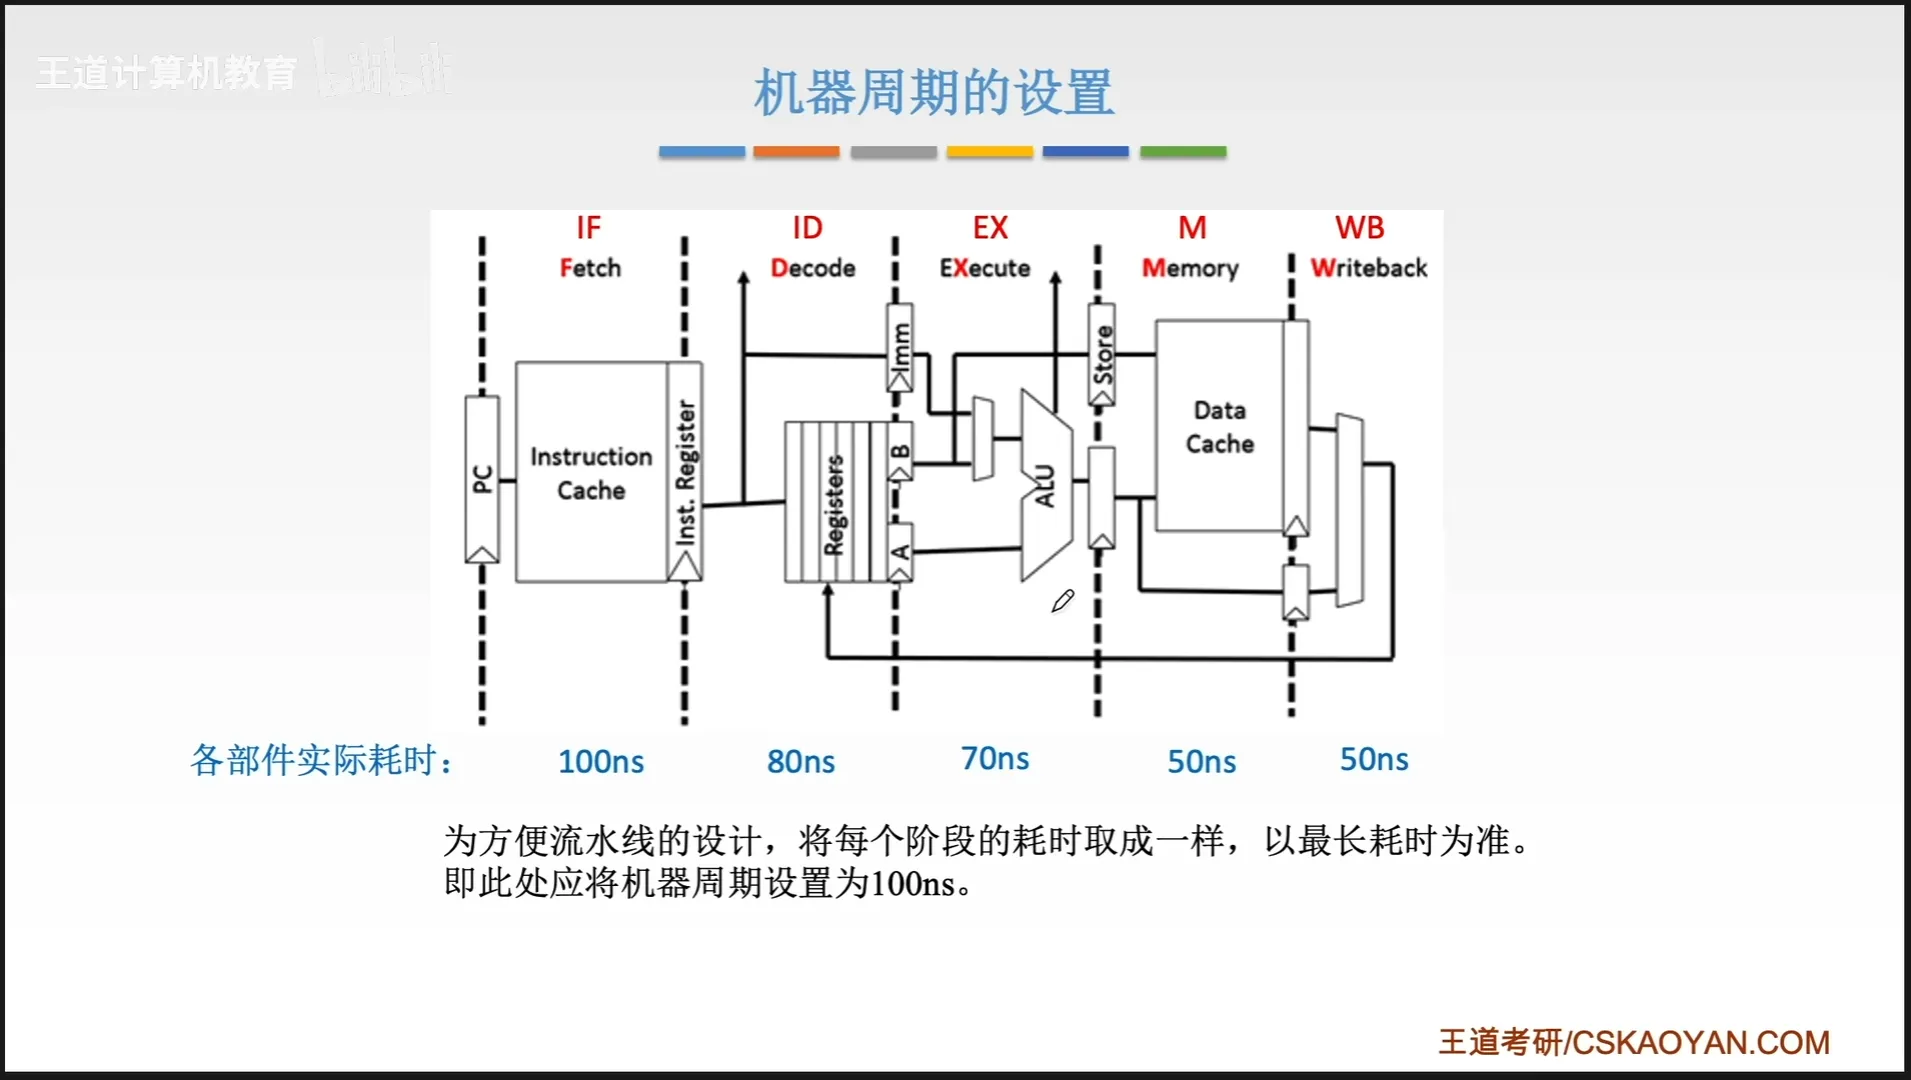 王道计算机教育 bilibili
机器周期的设置
IF ID EX M WB
Fetch Decode EXecute Memory Writeback
PC
Instruction
Cache
Inst. Register
Registers
Imm
B
A
ALU
Store
Data
Cache
各部件实际耗时: 100ns 80ns 70ns 50ns 50ns
为方便流水线的设计，将每个阶段的耗时取成一样，以最长耗时为准。
即此处应将机器周期设置为100ns。
王道考研/CSKAOYAN.COM